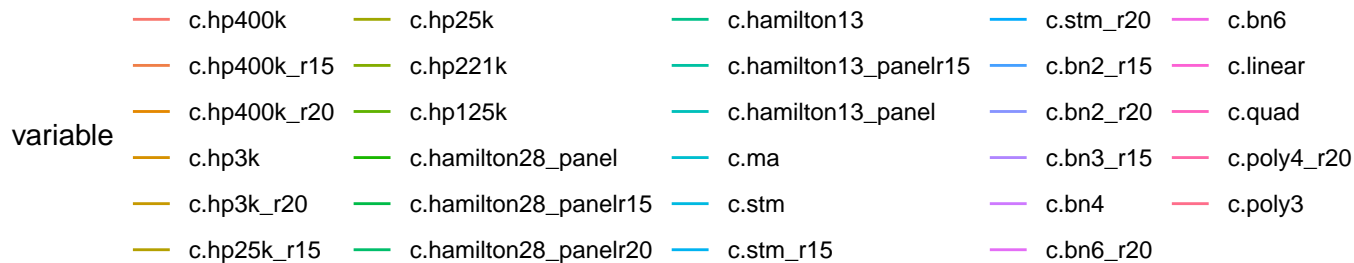 c.hp400k c.hp25k c.hamilton13 c.stm_r20 c.bn6
c.hp400k_r15 c.hp221k c.hamilton13_panelr15 c.bn2_r15 c.linear
c.hp400k_r20 c.hp125k c.hamilton13_panel c.bn2_r20 c.quad
variable c.hp3k c.hamilton28_panel c.ma c.bn3_r15 c.poly4_r20
c.hp3k_r20 c.hamilton28_panelr15 c.stm c.bn4 c.poly3
c.hp25k_r15 c.hamilton28_panelr20 c.stm_r15 c.bn6_r20